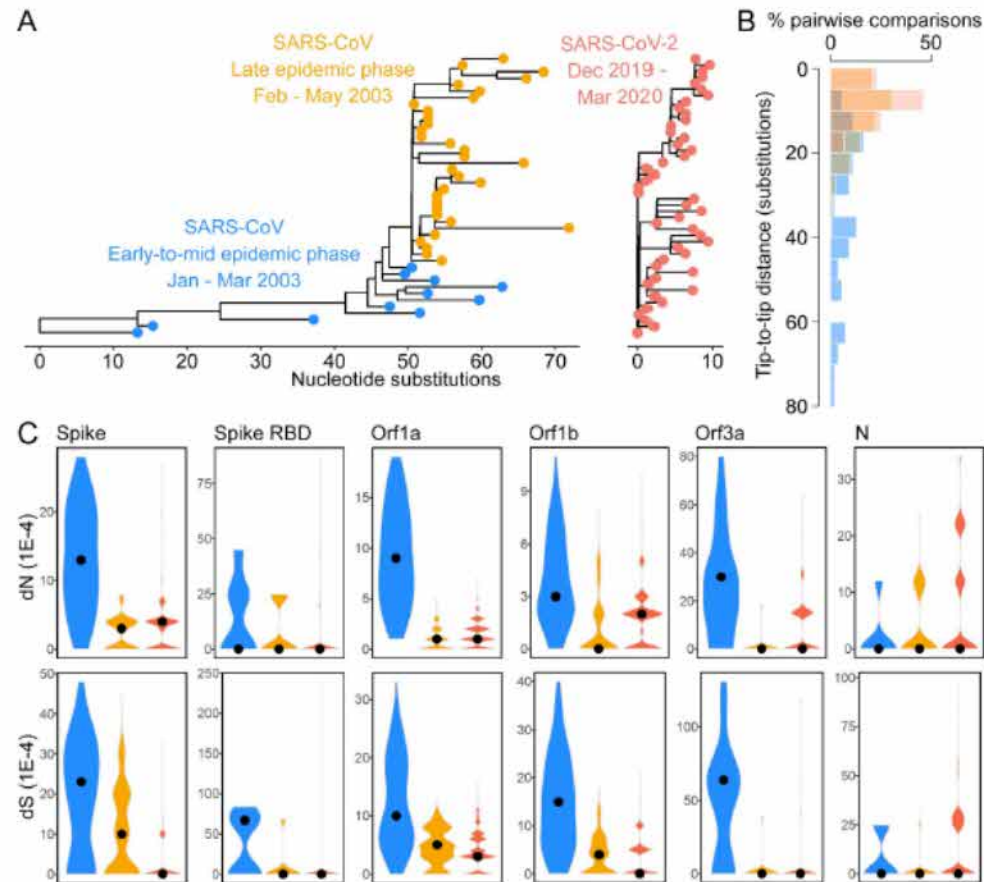 A
SARS-CoV
Late epidemic phase
Feb - May 2003
SARS-CoV-2
Dec 2019 -
Mar 2020
SARS-CoV
Early-to-mid epidemic phase
Jan - Mar 2003
0 10 20 30 40 50 60 70
0 5 10
Nucleotide substitutions
B
% pairwise comparisons
0 50
Tip-to-tip distance (substitutions)
0
20
40
60
80
C
Spike
Spike RBD
Orf1a
Orf1b
Orf3a
N
dN (1E-4)
0
10
20
0
25
50
75
0
5
10
15
0
3
6
9
0
20
40
60
80
0
10
20
30
dS (1E-4)
0
10
20
30
40
50
0
50
100
150
200
250
0
10
20
30
0
10
20
30
40
0
50
100
0
25
50
75
100